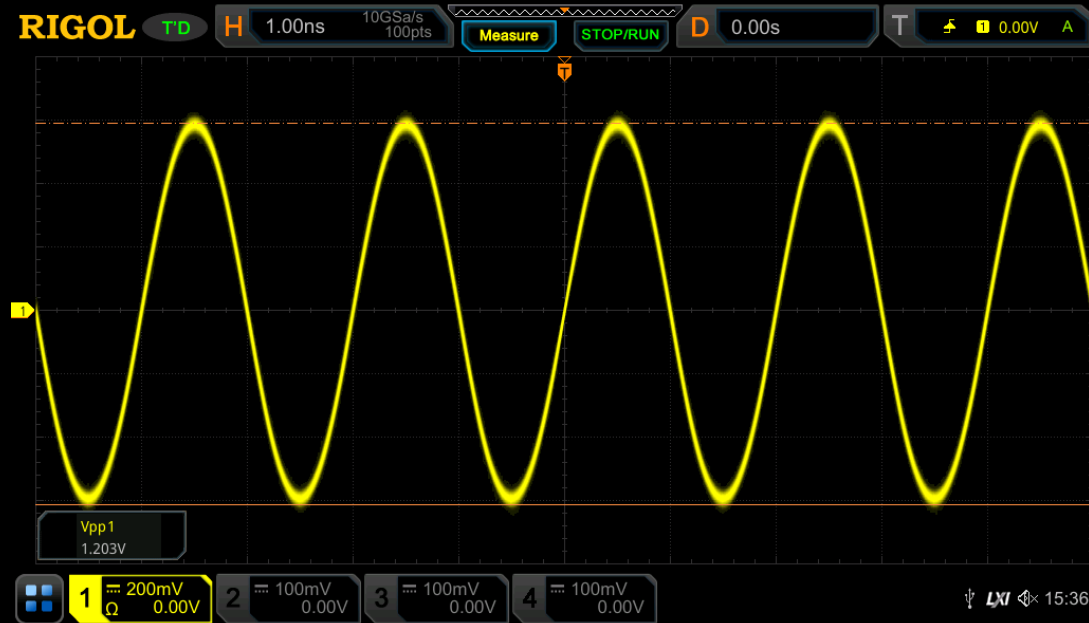 RIGOL T'D H 1.00ns 10GSa/s 100pts Measure STOP/RUN D 0.00s T 1 0.00V A
T
1
Vpp1
1.203V
1 200mV Ω 0.00V 2 100mV 0.00V 3 100mV 0.00V 4 100mV 0.00V LXI 15:36